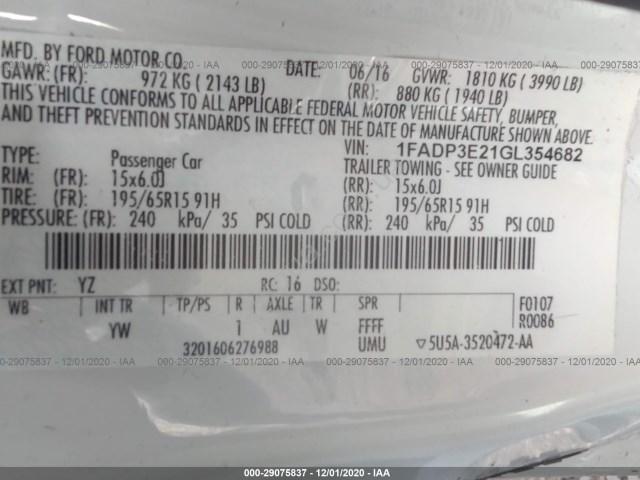 MFD. BY FORD MOTOR CO.
DATE: 06/16 GVWR: 1810 KG ( 3990 LB)
GAWR: (FR): 972 KG ( 2143 LB) (RR): 880 KG ( 1940 LB)
THIS VEHICLE CONFORMS TO ALL APPLICABLE FEDERAL MOTOR VEHICLE SAFETY, BUMPER,
AND THEFT PREVENTION STANDARDS IN EFFECT ON THE DATE OF MANUFACTURE SHOWN ABOVE.
VIN: 1FADP3E21GL354682
TYPE: Passenger Car TRAILER TOWING - SEE OWNER GUIDE
RIM: (FR): 15x6.0J (RR): 15x6.0J
TIRE: (FR): 195/65R15 91H (RR): 195/65R15 91H
PRESSURE: (FR): 240 kPa/ 35 PSI COLD (RR): 240 kPa/ 35 PSI COLD
EXT PNT: YZ RC: 16 DSO:
WB INT TR TP/PS R AXLE TR SPR F0107
YW 1 AU W FFFF R0086
3201606276988 UMU ▽5U5A-3520472-AA
000-29075837 - 12/01/2020 - IAA